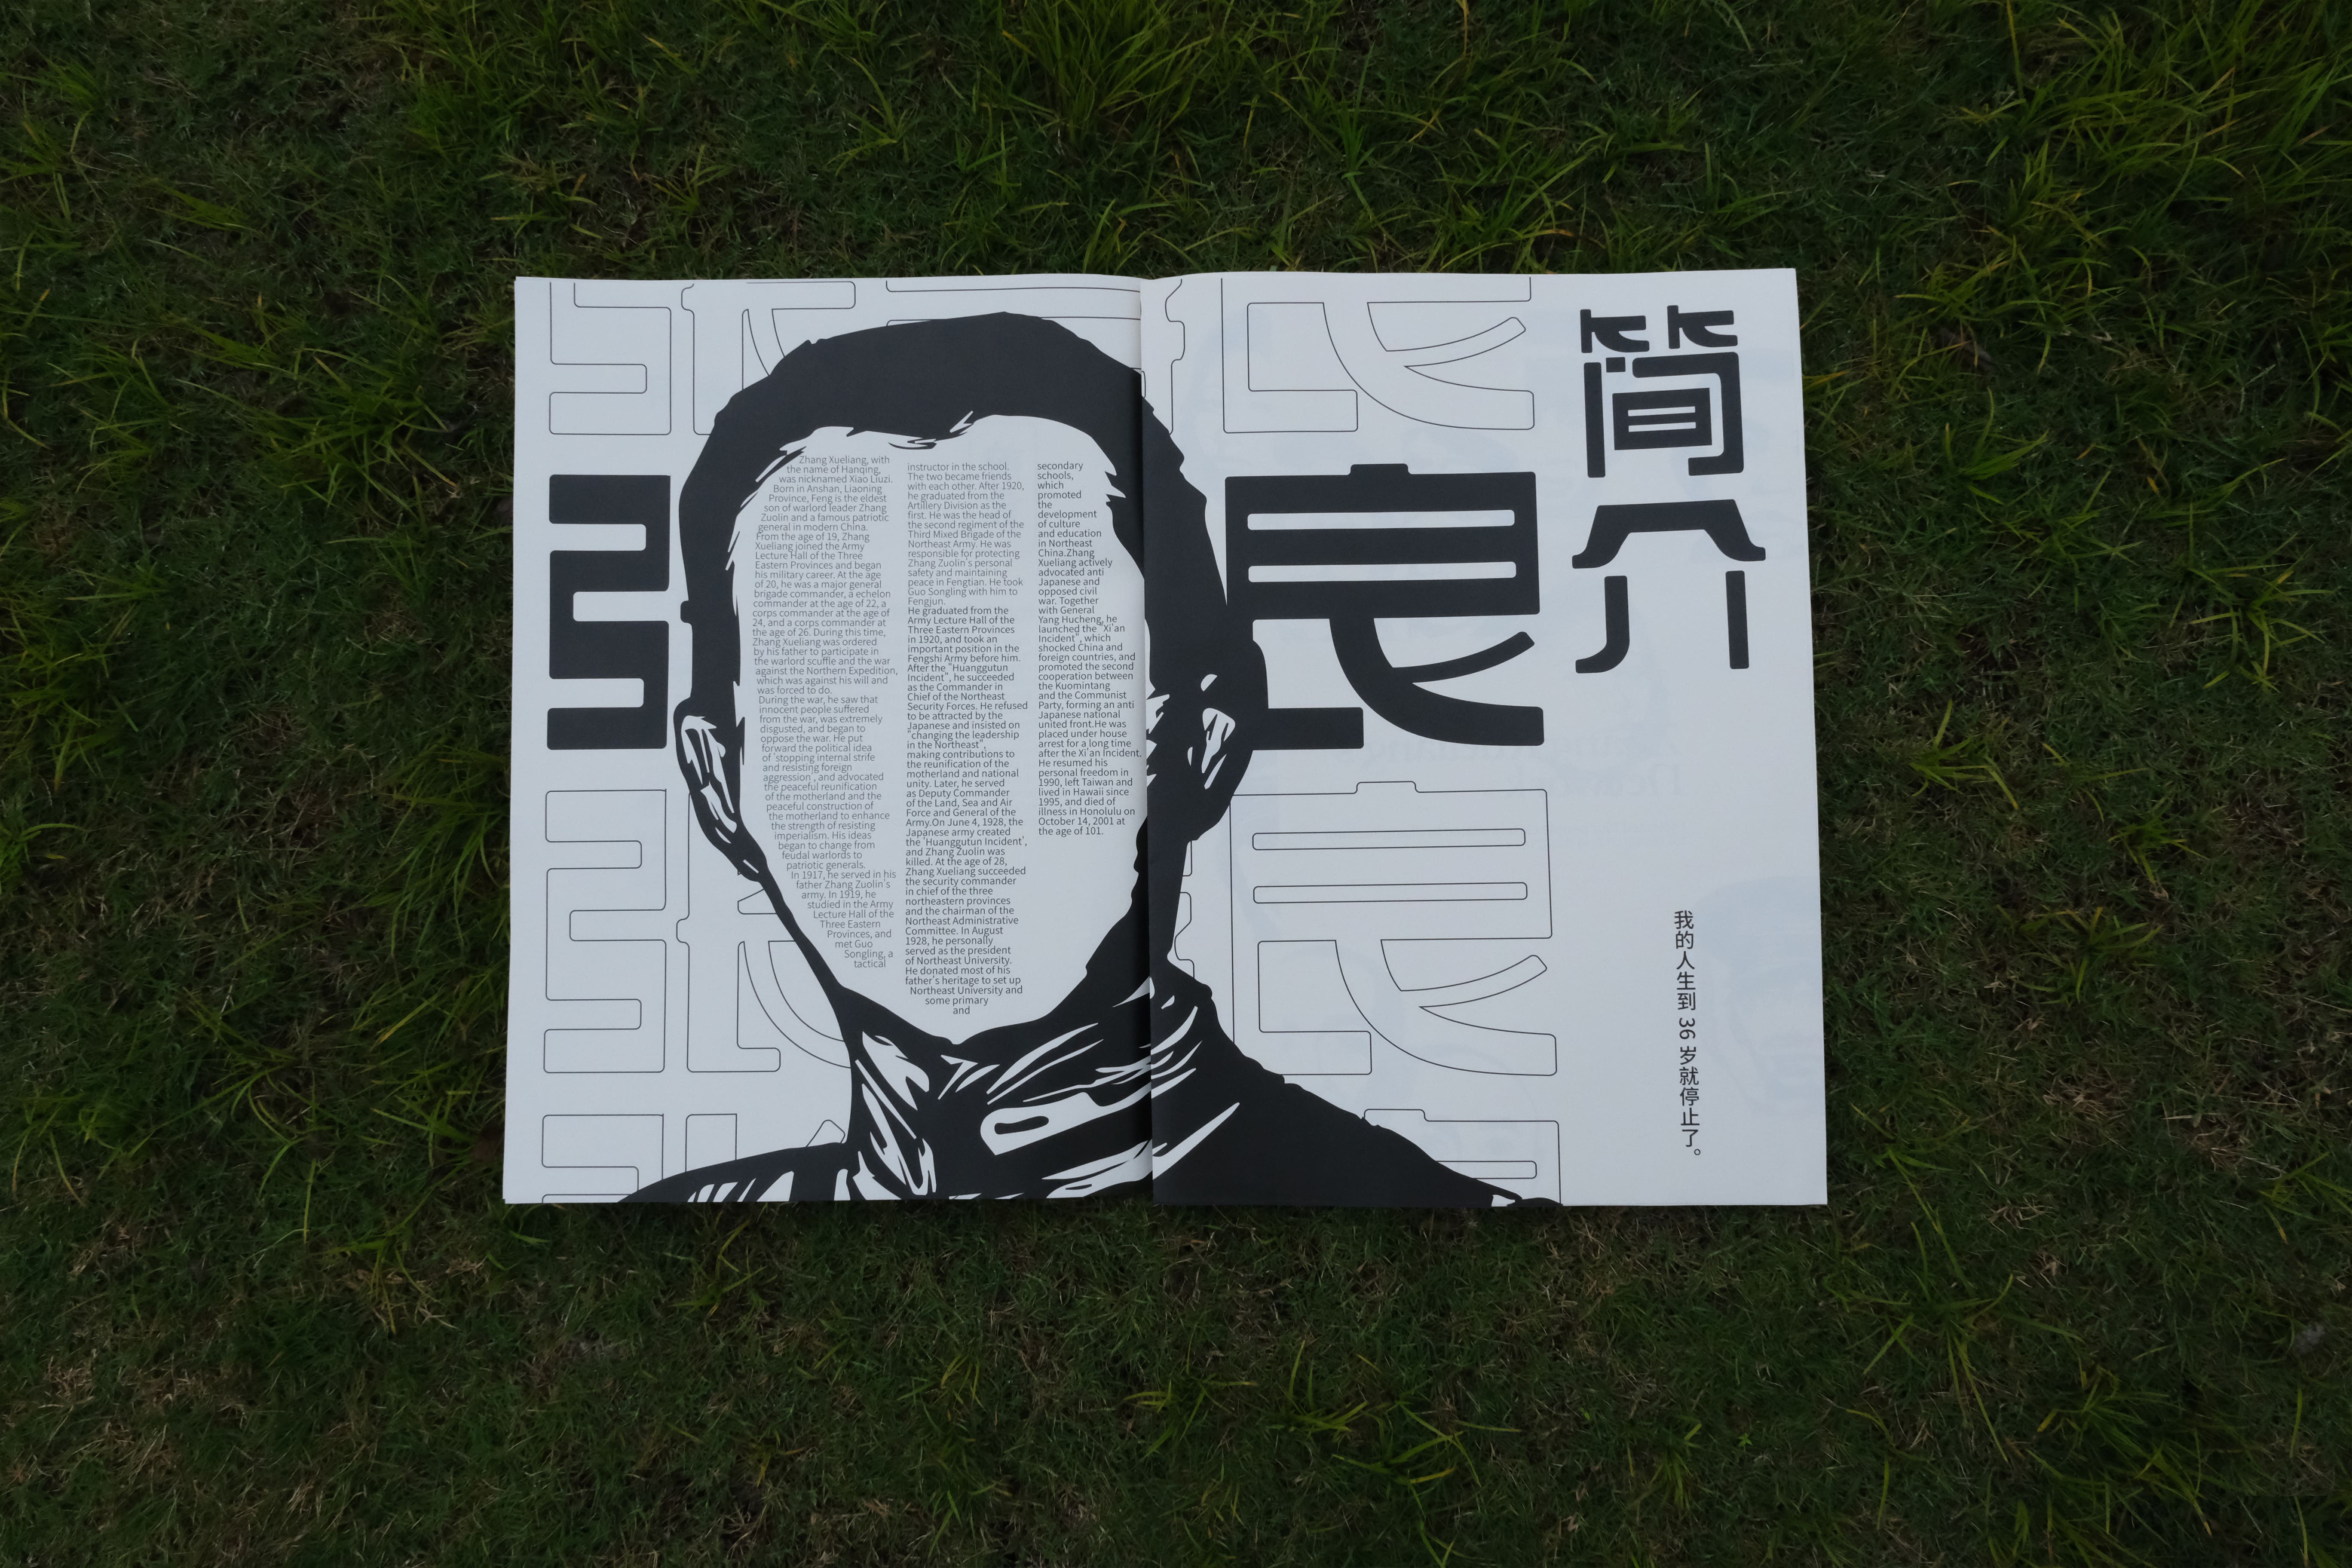 简介
张
良
Zhang Xueliang, with
the name of Hanqing,
was nicknamed Xiao Liuzi.
Born in Anshan, Liaoning
Province, Feng is the eldest
son of warlord leader Zhang
Zuolin and a famous patriotic
general in modern China.
From the age of 19, Zhang
Xueliang joined the Army
Lecture Hall of the Three
Eastern Provinces and began
his military career. At the age
of 20, he was a major general
brigade commander, a echelon
commander at the age of 22, a
corps commander at the age of
24, and a corps commander at
the age of 26. During this time,
Zhang Xueliang was ordered
by his father to participate in
the warlord scuffle and the war
against the Northern Expedition,
which was against his will and
was forced to do.
During the war, he saw that
innocent people suffered
from the war, was extremely
disgusted, and began to
oppose the war. He put
forward the political idea
of 'stopping internal strife
and resisting foreign
aggression', and advocated
the peaceful reunification
of the motherland and the
peaceful construction of
the motherland to enhance
the strength of resisting
imperialism. His ideas
began to change from
feudal warlords to
patriotic generals.
In 1917, he served in his
father Zhang Zuolin's
army. In 1919, he
studied in the Army
Lecture Hall of the
Three Eastern
Provinces, and
met Guo
Songling, a
tactical
instructor in the school.
The two became friends
with each other. After 1920,
he graduated from the
Artillery Division as the
first. He was the head of
the second regiment of the
Third Mixed Brigade of the
Northeast Army. He was
responsible for protecting
Zhang Zuolin's personal
safety and maintaining
peace in Fengtian. He took
Guo Songling with him to
Fengjun.
He graduated from the
Army Lecture Hall of the
Three Eastern Provinces
in 1920, and took an
important position in the
Fengshi Army before him.
After the "Huanggutun
Incident", he succeeded
as the Commander in
Chief of the Northeast
Security Forces. He refused
to be attracted by the
Japanese and insisted on
"changing the leadership
in the Northeast",
making contributions to
the reunification of the
motherland and national
unity. Later, he served
as Deputy Commander
of the Land, Sea and Air
Force and General of the
Army.On June 4, 1928, the
Japanese army created
the 'Huanggutun Incident',
and Zhang Zuolin was
killed. At the age of 28,
Zhang Xueliang succeeded
the security commander
in chief of the three
northeastern provinces
and the chairman of the
Northeast Administrative
Committee. In August
1928, he personally
served as the president
of Northeast University.
He donated most of his
father's heritage to set up
Northeast University and
some primary
and
secondary
schools,
which
promoted
the
development
of culture
and education
in Northeast
China.Zhang
Xueliang actively
advocated anti
Japanese and
opposed civil
war. Together
with General
Yang Hucheng, he
launched the "Xi'an
Incident", which
shocked China and
foreign countries, and
promoted the second
cooperation between
the Kuomintang
and the Communist
Party, forming an anti
Japanese national
united front.He was
placed under house
arrest for a long time
after the Xi'an Incident.
He resumed his
personal freedom in
1990, left Taiwan and
lived in Hawaii since
1995, and died of
illness in Honolulu on
October 14, 2001 at
the age of 101.
我的人生到 36 岁就停止了。